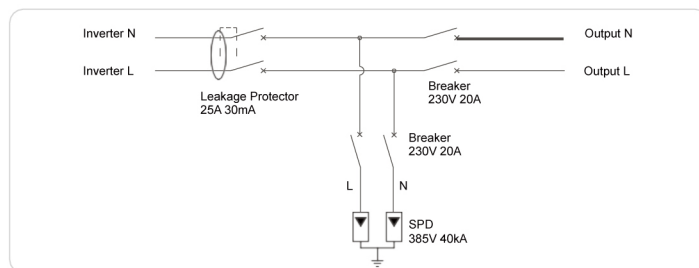 Inverter N
Output N
Inverter L
Output L
Leakage Protector
25A 30mA
Breaker
230V 20A
Breaker
230V 20A
L
N
SPD
385V 40kA